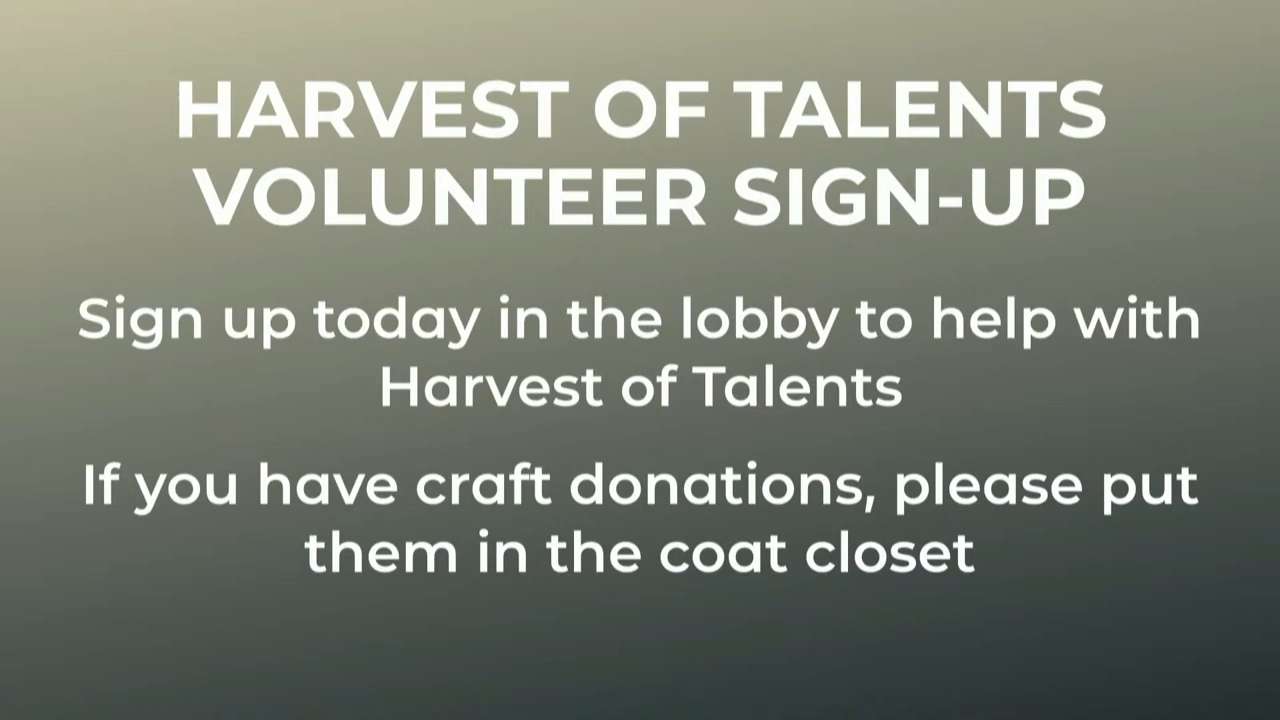 HARVEST OF TALENTS
VOLUNTEER SIGN-UP
Sign up today in the lobby to help with
Harvest of Talents
If you have craft donations, please put
them in the coat closet